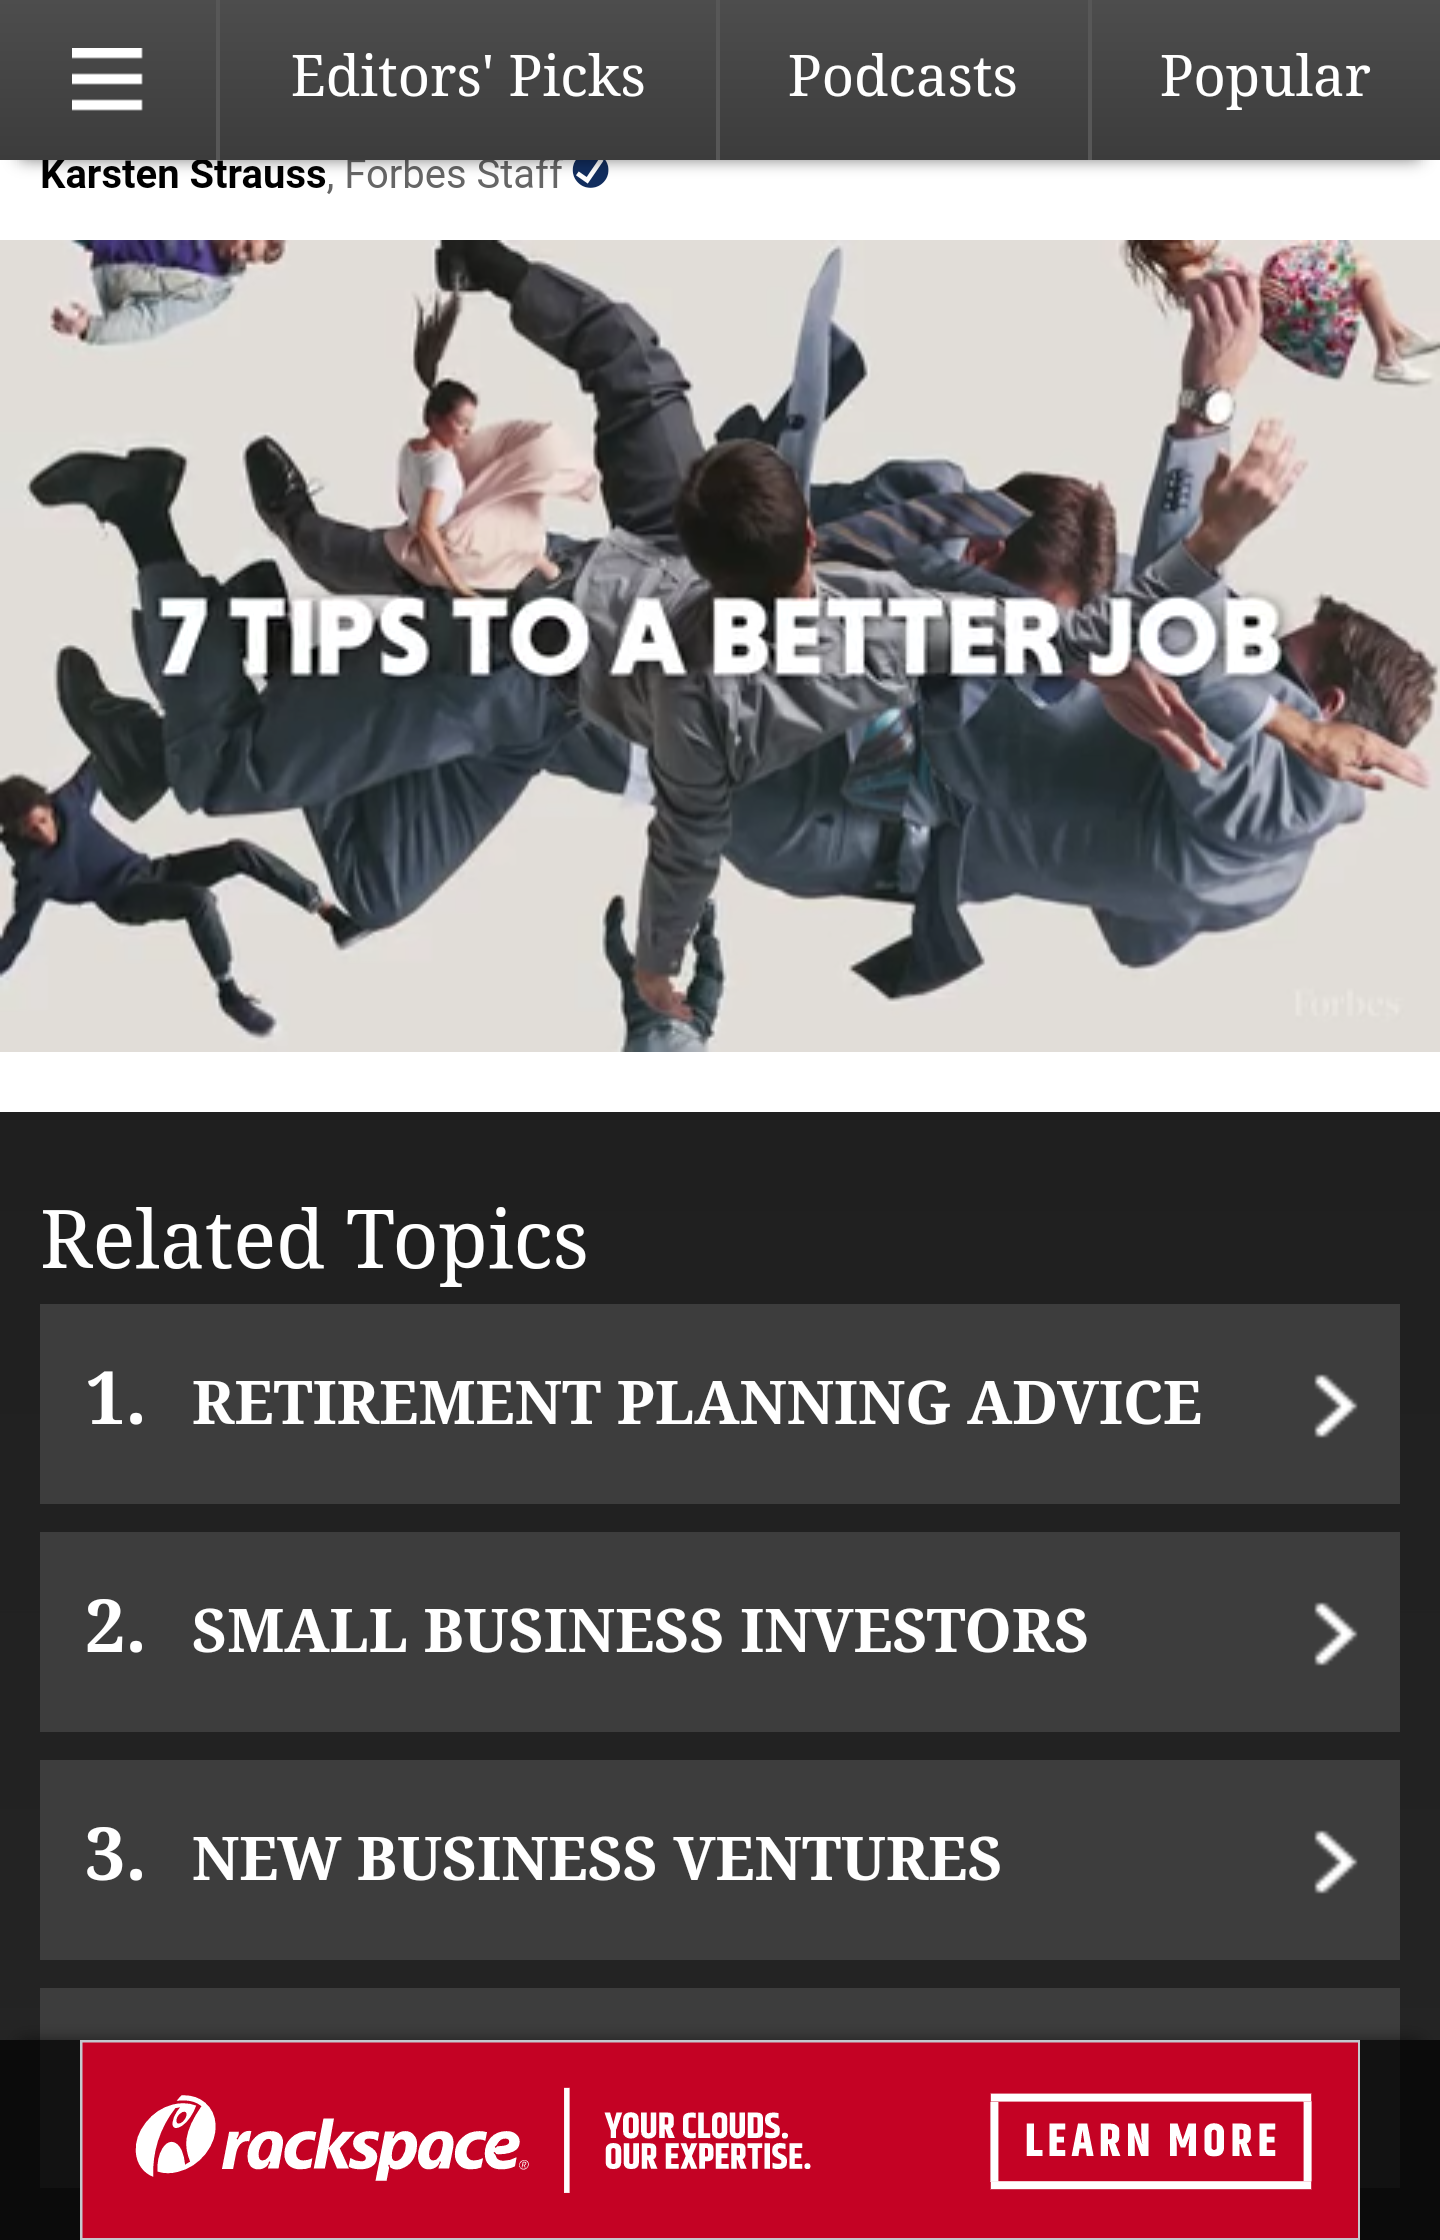 Editors' Picks
Podcasts
Popular
Karsten Strauss, Forbes Staff
7 TIPS TO A BETTER JOB
Forbes
Related Topics
1. RETIREMENT PLANNING ADVICE
2. SMALL BUSINESS INVESTORS
3. NEW BUSINESS VENTURES
rackspace®
YOUR CLOUDS.
OUR EXPERTISE.
LEARN MORE